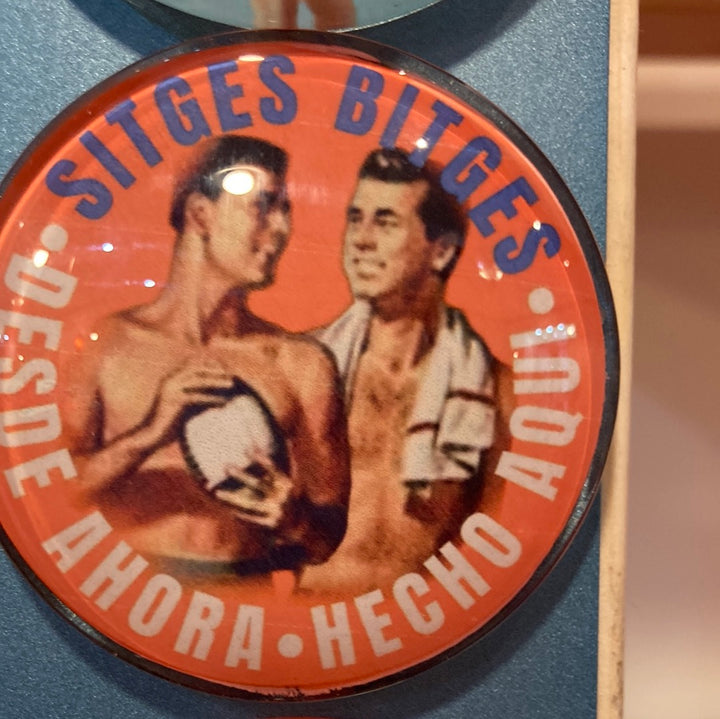 SITGES BITGES
• DESDE AHORA • HECHO AQUI •